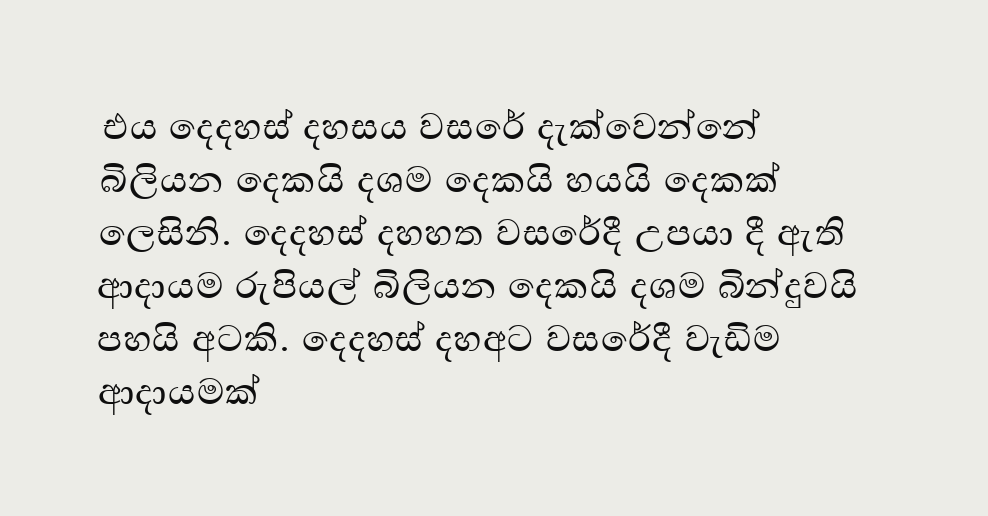 එය දෙදහස් දහසය වසරේ දැක්වෙන්නේ
බිලියන දෙකයි දශම දෙකයි හයයි දෙකක්
ලෙසිනි. දෙදහස් දහහත වසරේදී උපයා දී ඇති
ආදායම රුපියල් බිලියන දෙකයි දශම බින්දුවයි
පහයි අටකි. දෙදහස් දහඅට වසරේදී වැඩිම
ආදායමක්